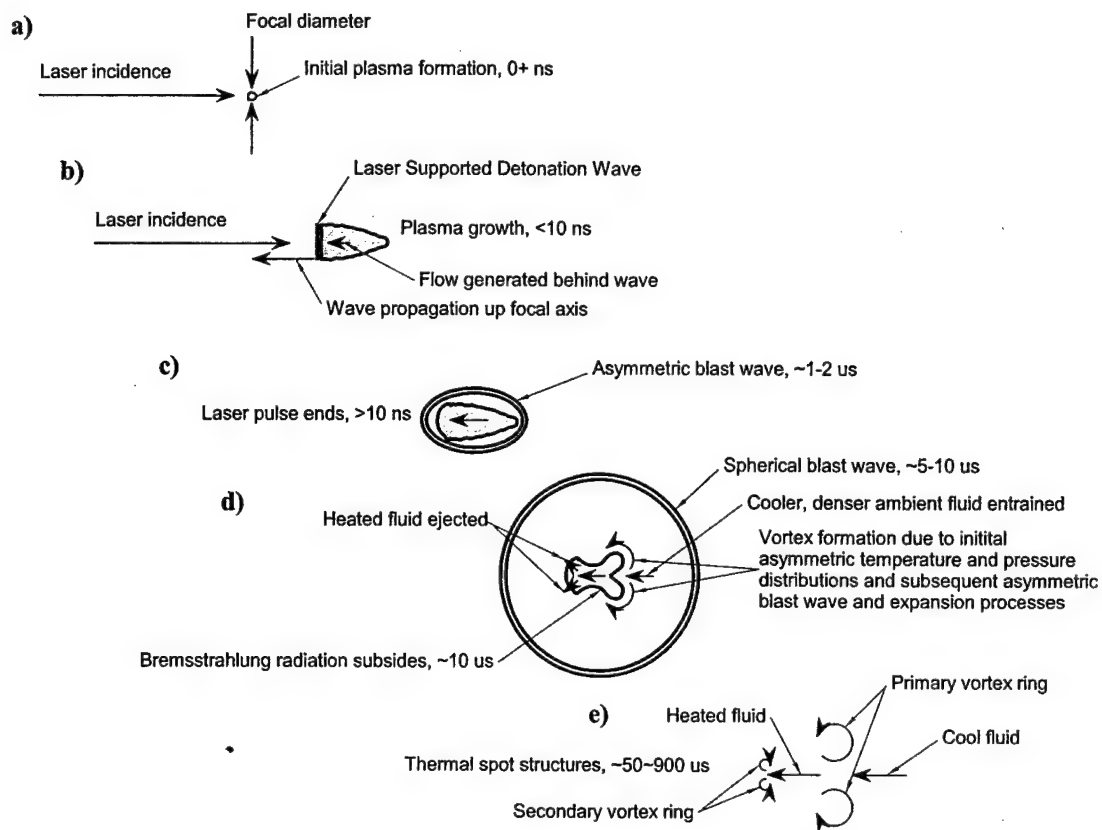 a)
Focal diameter
Laser incidence
Initial plasma formation, 0+ ns
b)
Laser Supported Detonation Wave
Laser incidence
Plasma growth, <10 ns
Flow generated behind wave
Wave propagation up focal axis
c)
Asymmetric blast wave, ~1-2 us
Laser pulse ends, >10 ns
Spherical blast wave, ~5-10 us
d)
Cooler, denser ambient fluid entrained
Heated fluid ejected
Vortex formation due to initital
asymmetric temperature and pressure
distributions and subsequent asymmetric
blast wave and expansion processes
Bremsstrahlung radiation subsides, ~10 us
Primary vortex ring
e)
Heated fluid
Cool fluid
Thermal spot structures, ~50~900 us
Secondary vortex ring